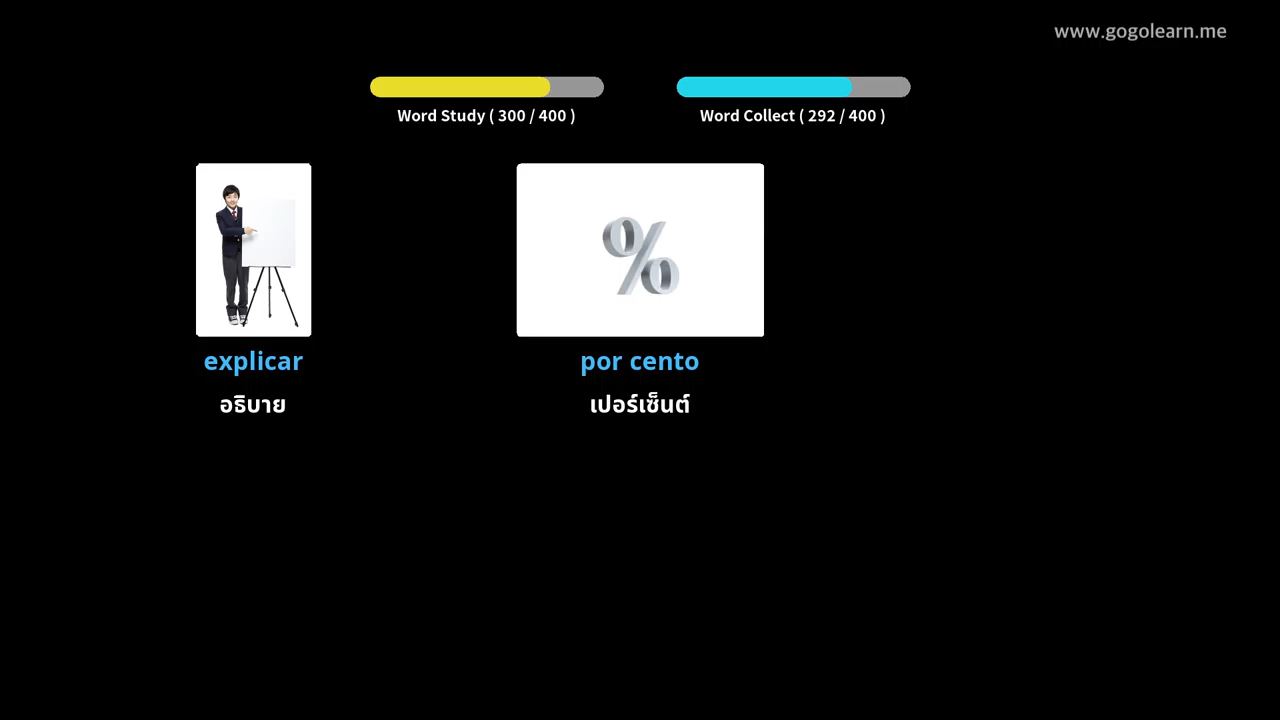 www.gogolearn.me
Word Study ( 300 / 400 )
Word Collect ( 292 / 400 )
%
explicar
por cento
อธิบาย
เปอร์เซ็นต์